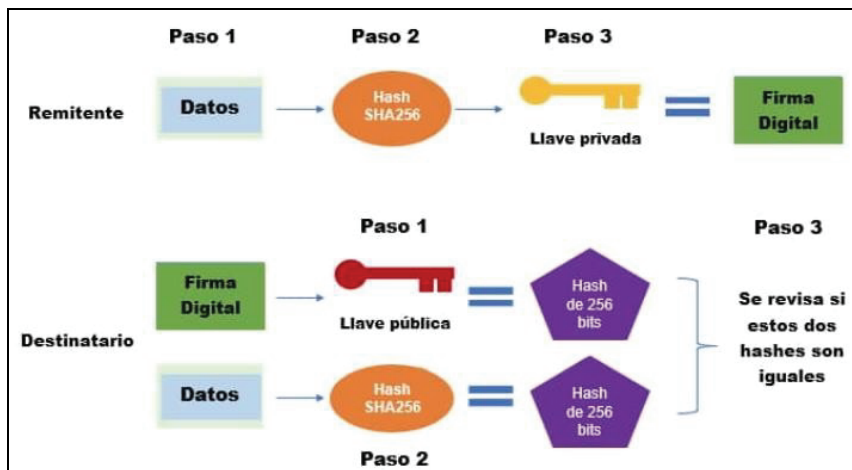 Paso 1
Paso 2
Paso 3
Remitente
Datos
Hash
SHA256
Llave privada
Firma
Digital
Paso 1
Paso 3
Destinatario
Firma
Digital
Llave pública
Hash
de 256
bits
Se revisa si
estos dos
hashes son
iguales
Datos
Hash
SHA256
Hash
de 256
bits
Paso 2